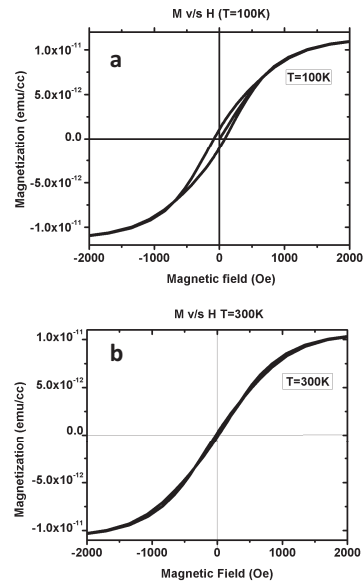 M v/s H (T=100K)
a
T=100K
1.0x10⁻¹¹
5.0x10⁻¹²
0.0
-5.0x10⁻¹²
-1.0x10⁻¹¹
Magnetization (emu/cc)
-2000 -1000 0 1000 2000
Magnetic field (Oe)
M v/s H T=300K
b
T=300K
1.0x10⁻¹¹
5.0x10⁻¹²
0.0
-5.0x10⁻¹²
-1.0x10⁻¹¹
Magnetization (emu/cc)
-2000 -1000 0 1000 2000
Magnetic Field (Oe)